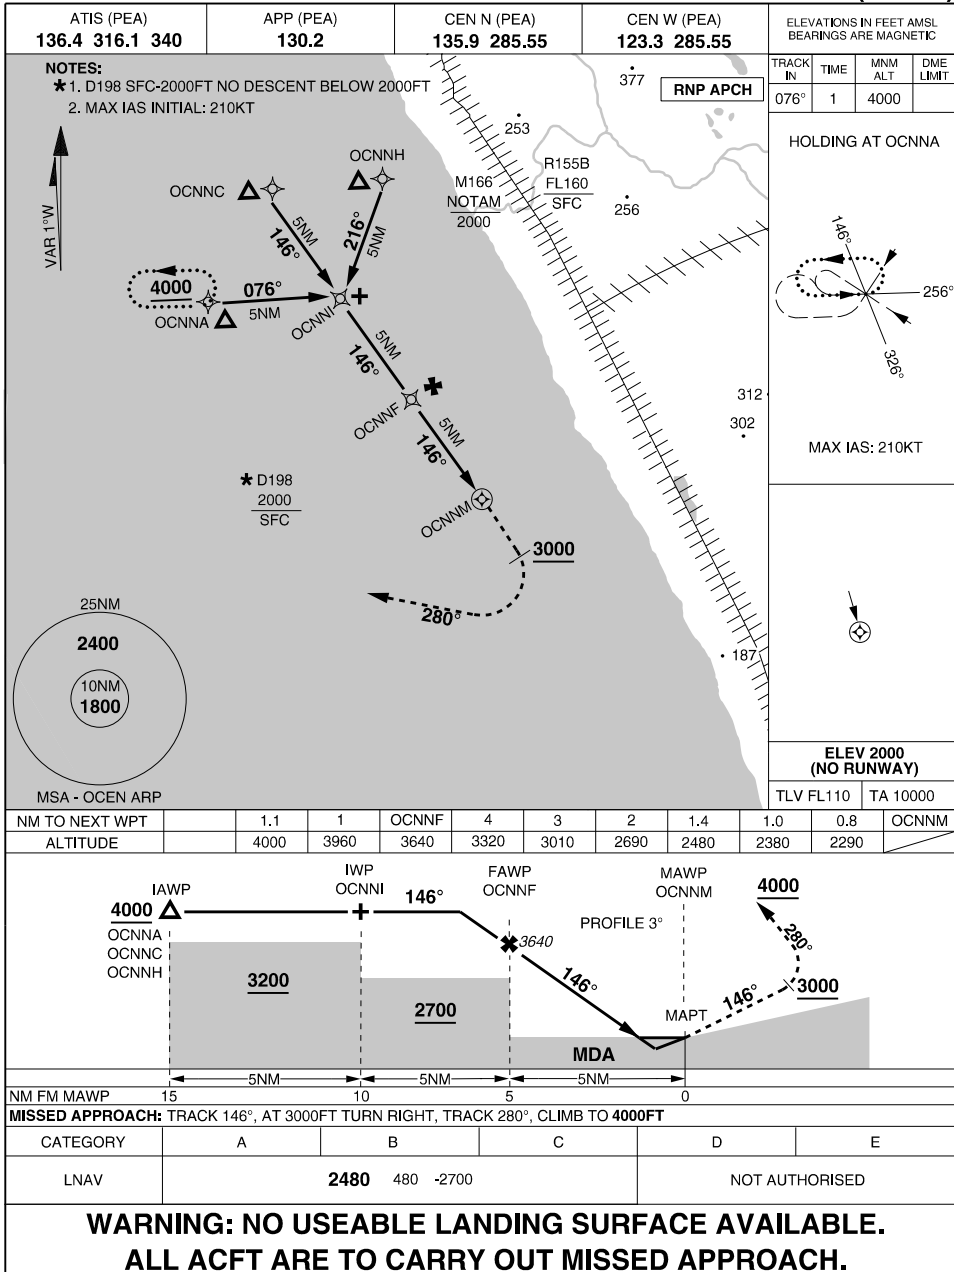 ATIS (PEA)
136.4 316.1 340
APP (PEA)
130.2
CEN N (PEA)
135.9 285.55
CEN W (PEA)
123.3 285.55
ELEVATIONS IN FEET AMSL
BEARINGS ARE MAGNETIC
NOTES:
* 1. D198 SFC-2000FT NO DESCENT BELOW 2000FT
2. MAX IAS INITIAL: 210KT
RNP APCH
TRACK IN
TIME
MNM ALT
DME LIMIT
076°
1
4000
HOLDING AT OCNNA
146°
256°
326°
MAX IAS: 210KT
VAR 1°W
377
253
256
312
302
187
M166
NOTAM
2000
R155B
FL160
SFC
OCNNC
OCNNH
5NM
146°
216°
5NM
4000
OCNNA
076°
5NM
OCNNI
5NM
146°
OCNNF
5NM
146°
OCNNM
3000
280°
* D198
2000
SFC
25NM
2400
10NM
1800
MSA - OCEN ARP
ELEV 2000
(NO RUNWAY)
TLV FL110
TA 10000
NM TO NEXT WPT 1.1 1 OCNNF 4 3 2 1.4 1.0 0.8 OCNNM
ALTITUDE 4000 3960 3640 3320 3010 2690 2480 2380 2290
IAWP
4000
OCNNA
OCNNC
OCNNH
IWP
OCNNI
146°
FAWP
OCNNF
3640
PROFILE 3°
MAWP
OCNNM
4000
280°
3200
2700
146°
MAPT
146°
3000
MDA
5NM 5NM 5NM
NM FM MAWP 15 10 5 0
MISSED APPROACH: TRACK 146°, AT 3000FT TURN RIGHT, TRACK 280°, CLIMB TO 4000FT
CATEGORY A B C D E
LNAV 2480 480 -2700 NOT AUTHORISED
WARNING: NO USEABLE LANDING SURFACE AVAILABLE.
ALL ACFT ARE TO CARRY OUT MISSED APPROACH.